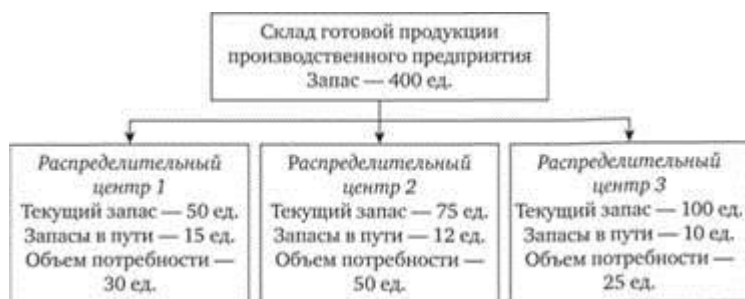 Склад готовой продукции
производственного предприятия
Запас — 400 ед.
Распределительный
центр 1
Текущий запас — 50 ед.
Запасы в пути — 15 ед.
Объем потребности —
30 ед.
Распределительный
центр 2
Текущий запас — 75 ед.
Запасы в пути — 12 ед.
Объем потребности —
50 ед.
Распределительный
центр 3
Текущий запас — 100 ед.
Запасы в пути — 10 ед.
Объем потребности —
25 ед.